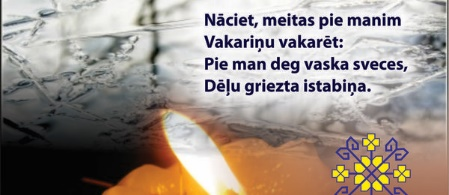 Nāciet, meitas pie manim
Vakariņu vakarēt:
Pie man deg vaska sveces,
Dēļu griezta istabiņa.